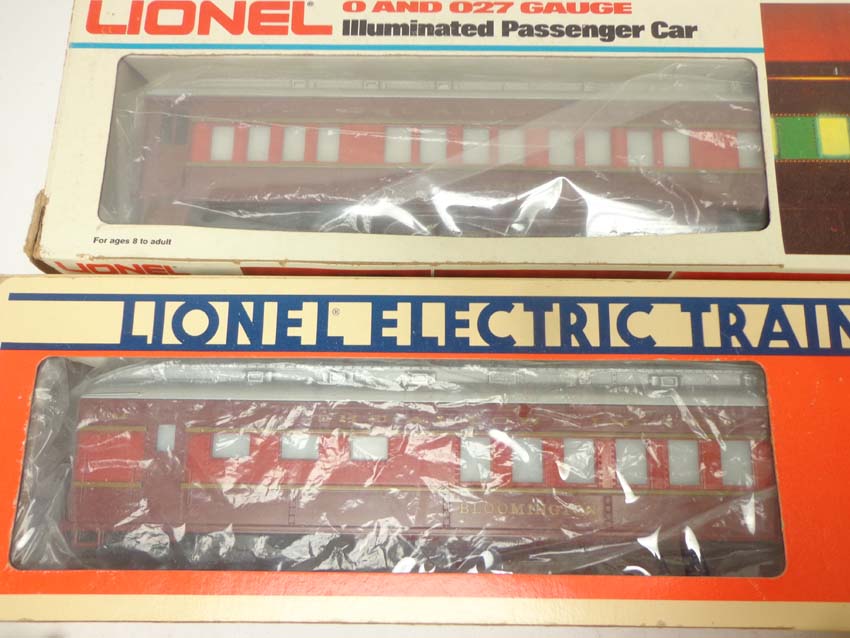 LIONEL
O AND O27 GAUGE
Illuminated Passenger Car
For ages 8 to adult
LIONEL
LIONEL® ELECTRIC TRAIN
BLOOMINGTON